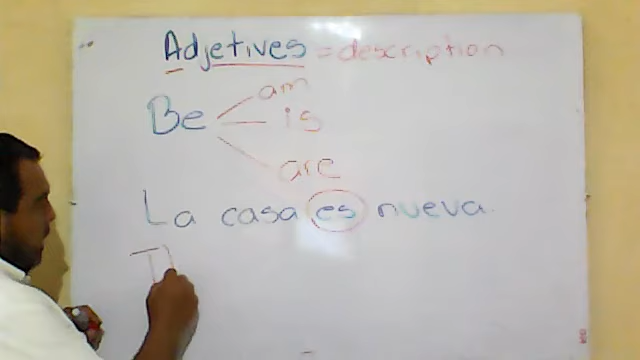 Adjetives = description
am
Be is
are
La casa es nueva.
T